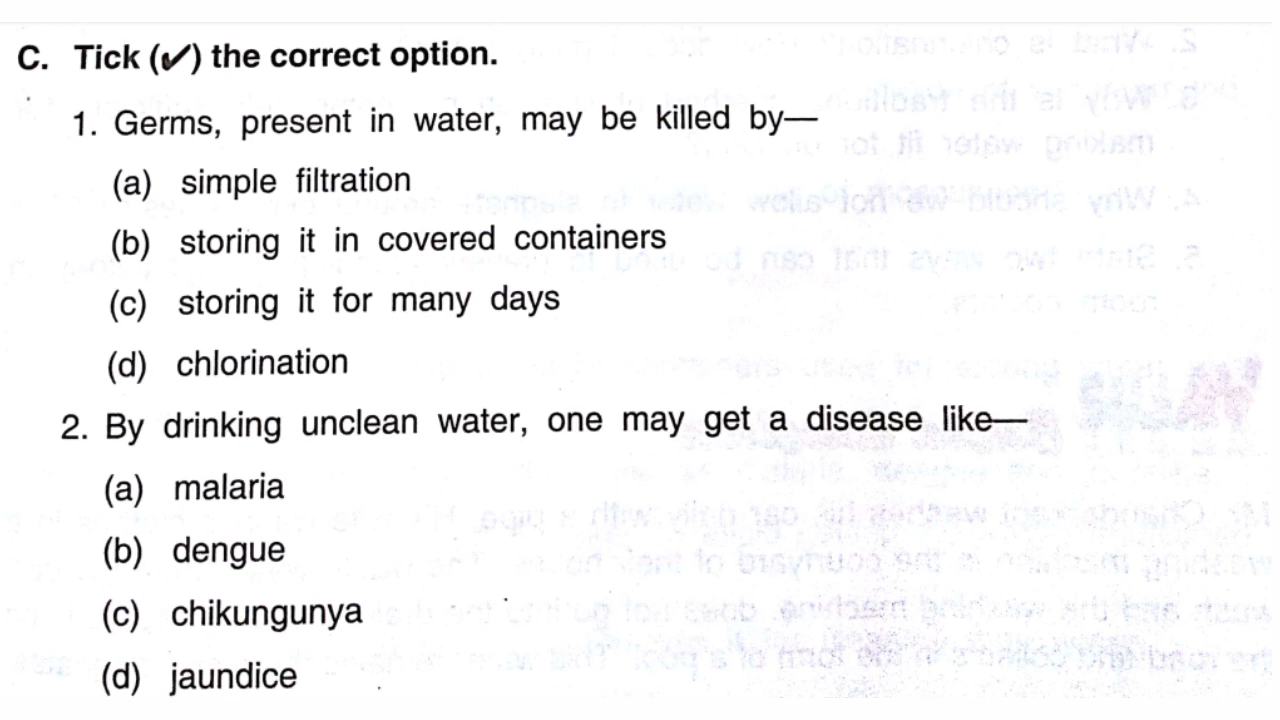 C. Tick (✔) the correct option.
1. Germs, present in water, may be killed by—
(a) simple filtration
(b) storing it in covered containers
(c) storing it for many days
(d) chlorination
2. By drinking unclean water, one may get a disease like—
(a) malaria
(b) dengue
(c) chikungunya
(d) jaundice